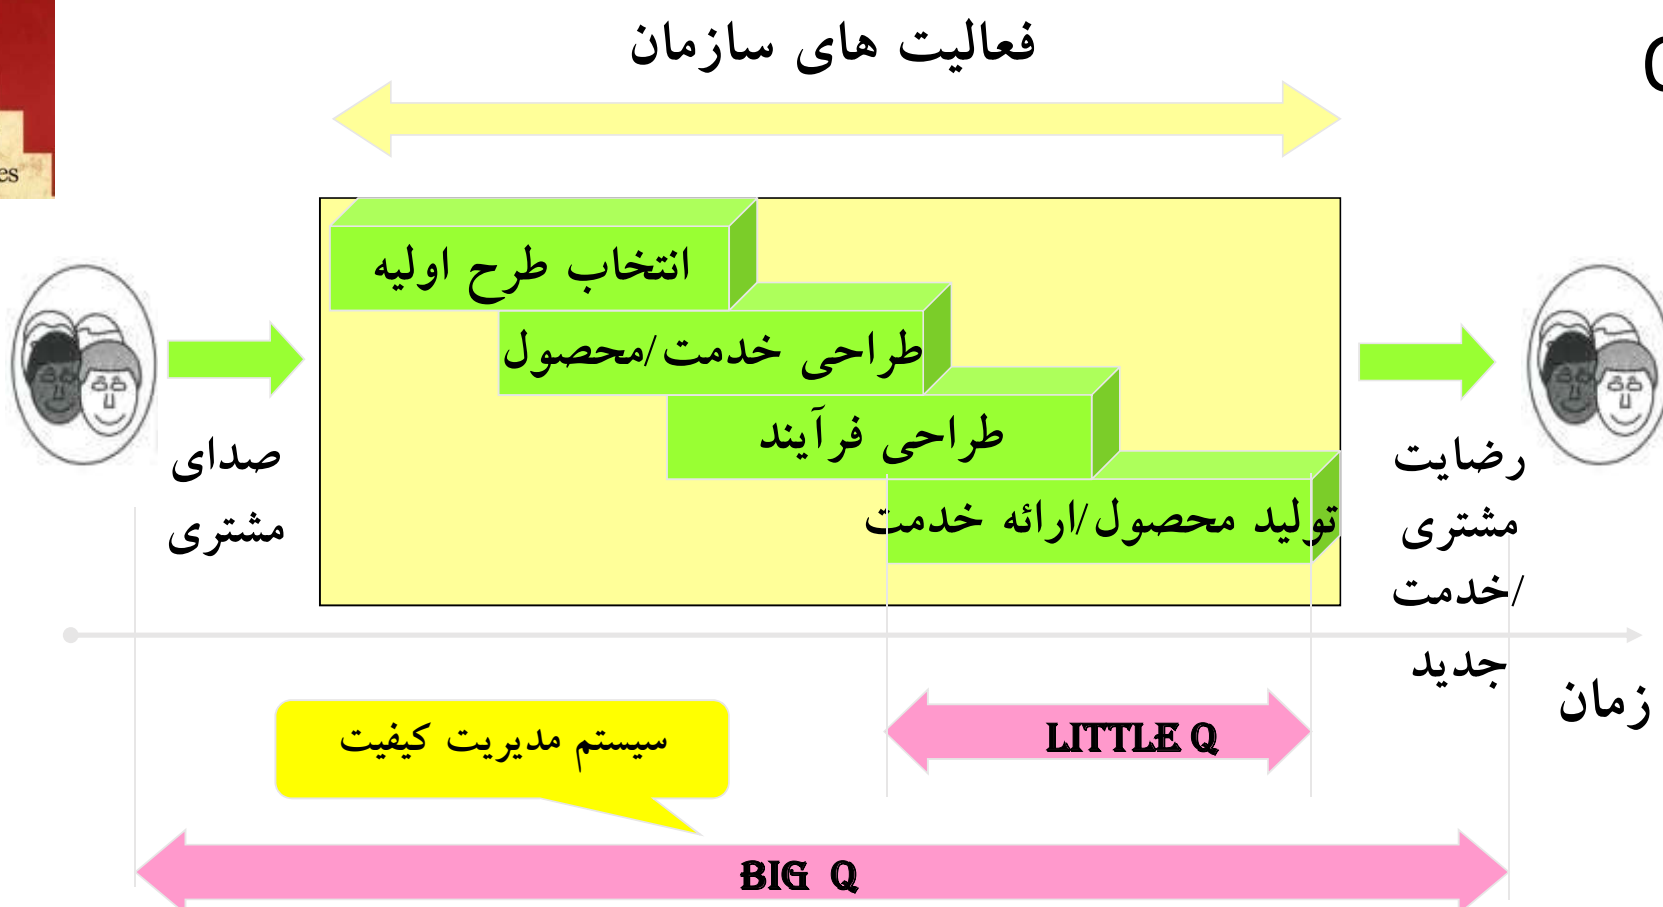 فعالیت های سازمان
es
انتخاب طرح اولیه
طراحی خدمت/محصول
طراحی فرآیند
تولید محصول/ارائه خدمت
صدای
مشتری
رضایت
مشتری
/خدمت
جدید
زمان
LITTLE Q
سیستم مدیریت کیفیت
BIG Q